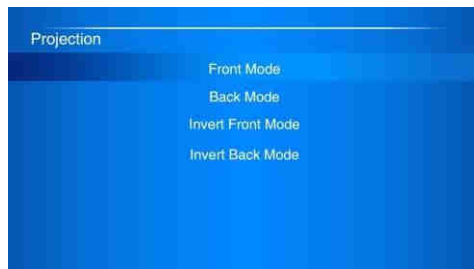 Projection
Front Mode
Back Mode
Invert Front Mode
Invert Back Mode